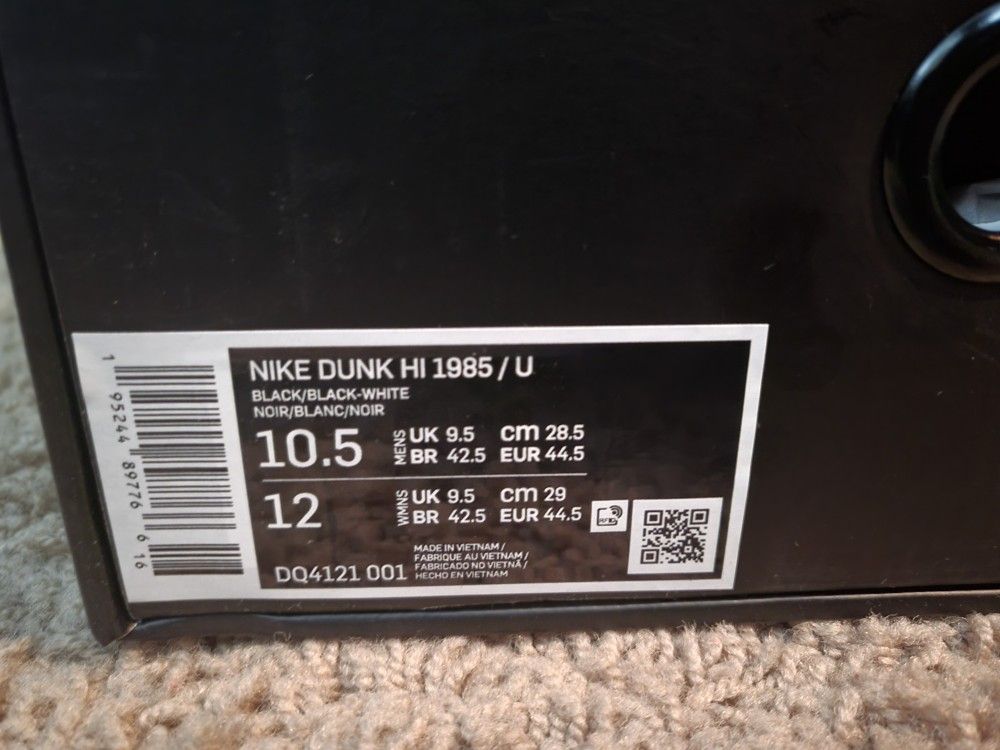 1 95244 89776 6 16
NIKE DUNK HI 1985 / U
BLACK/BLACK-WHITE
NOIR/BLANC/NOIR
10.5 MENS UK 9.5 cm 28.5
BR 42.5 EUR 44.5
12 WMNS UK 9.5 cm 29
BR 42.5 EUR 44.5
MADE IN VIETNAM /
FABRIQUE AU VIETNAM /
FABRICADO NO VIETNÃ /
HECHO EN VIETNAM
DQ4121 001